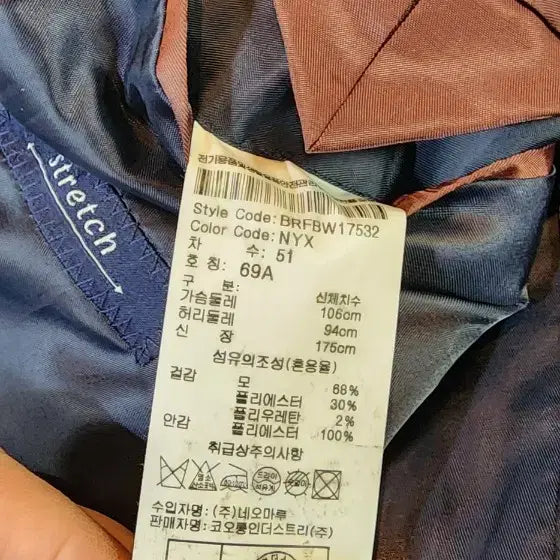 stretch
Style Code: BRFBW17532
Color Code: NYX
차 수: 51
호 칭: 69A
구 분: 신체치수
가슴둘레 106cm
허리둘레 94cm
신 장 175cm
섬유의조성(혼용율)
겉감 모 68%
폴리에스터 30%
폴리우레탄 2%
안감 폴리에스터 100%
취급상주의사항
드라이
수입자명: (주)네오마루
판매자명: 코오롱인더스트리(주)